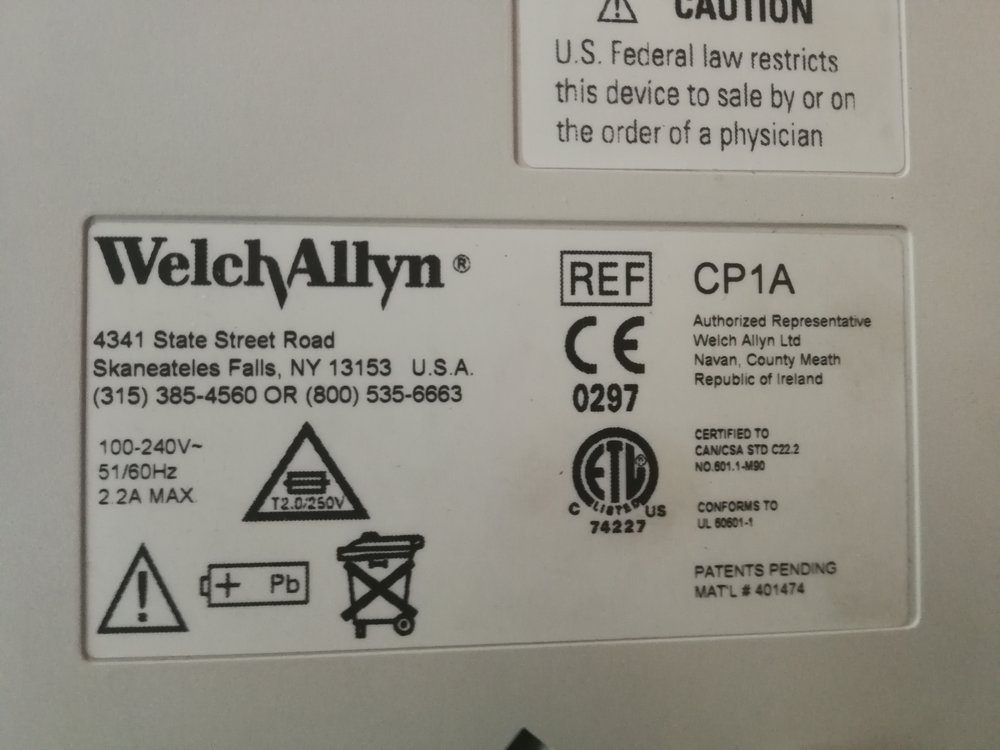 CAUTION
U.S. Federal law restricts
this device to sale by or on
the order of a physician
WelchAllyn®
4341 State Street Road
Skaneateles Falls, NY 13153 U.S.A.
(315) 385-4560 OR (800) 535-6663
100-240V~
51/60Hz
2.2A MAX.
T2.0/250V
Pb
REF
CP1A
CE
0297
Authorized Representative
Welch Allyn Ltd
Navan, County Meath
Republic of Ireland
ETL®
C LISTED US
74227
CERTIFIED TO
CAN/CSA STD C22.2
NO.601.1-M90
CONFORMS TO
UL 60601-1
PATENTS PENDING
MAT'L # 401474